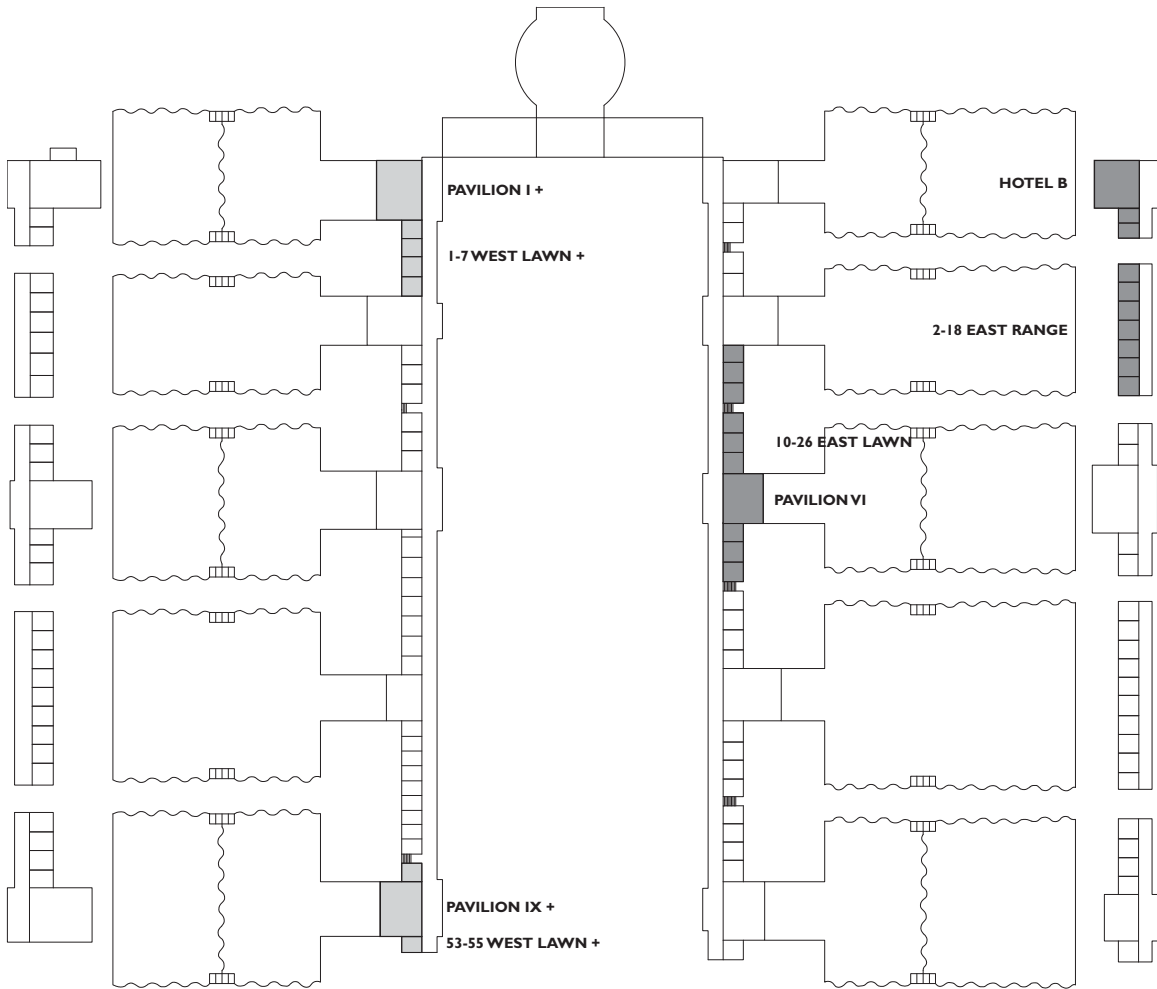 PAVILION I +
HOTEL B
1-7 WEST LAWN +
2-18 EAST RANGE
10-26 EAST LAWN
PAVILION VI
PAVILION IX +
53-55 WEST LAWN +